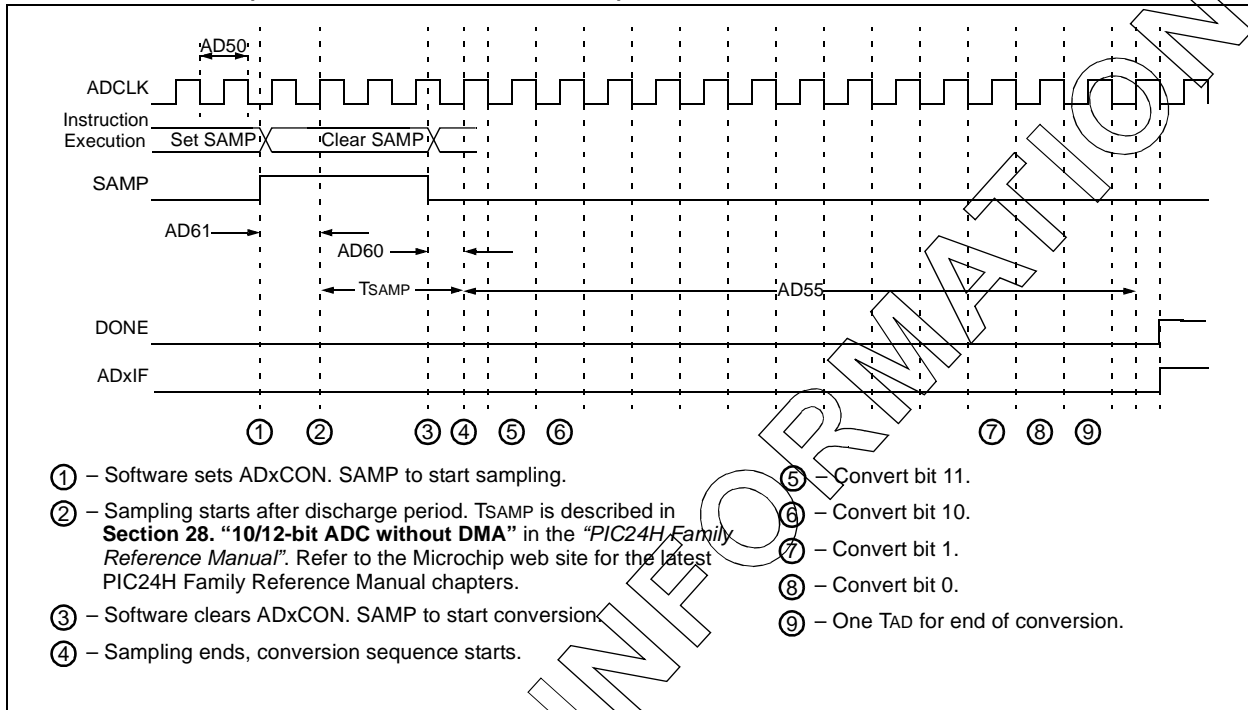 AD50
ADCLK
Instruction
Execution
Set SAMP
Clear SAMP
SAMP
AD61
AD60
TSAMP
AD55
DONE
ADxIF
1 2 3 4 5 6 7 8 9
1 – Software sets ADxCON. SAMP to start sampling.
2 – Sampling starts after discharge period. TSAMP is described in
Section 28. “10/12-bit ADC without DMA” in the “PIC24H Family
Reference Manual”. Refer to the Microchip web site for the latest
PIC24H Family Reference Manual chapters.
3 – Software clears ADxCON. SAMP to start conversion.
4 – Sampling ends, conversion sequence starts.
5 – Convert bit 11.
6 – Convert bit 10.
7 – Convert bit 1.
8 – Convert bit 0.
9 – One TAD for end of conversion.
INFORMATION